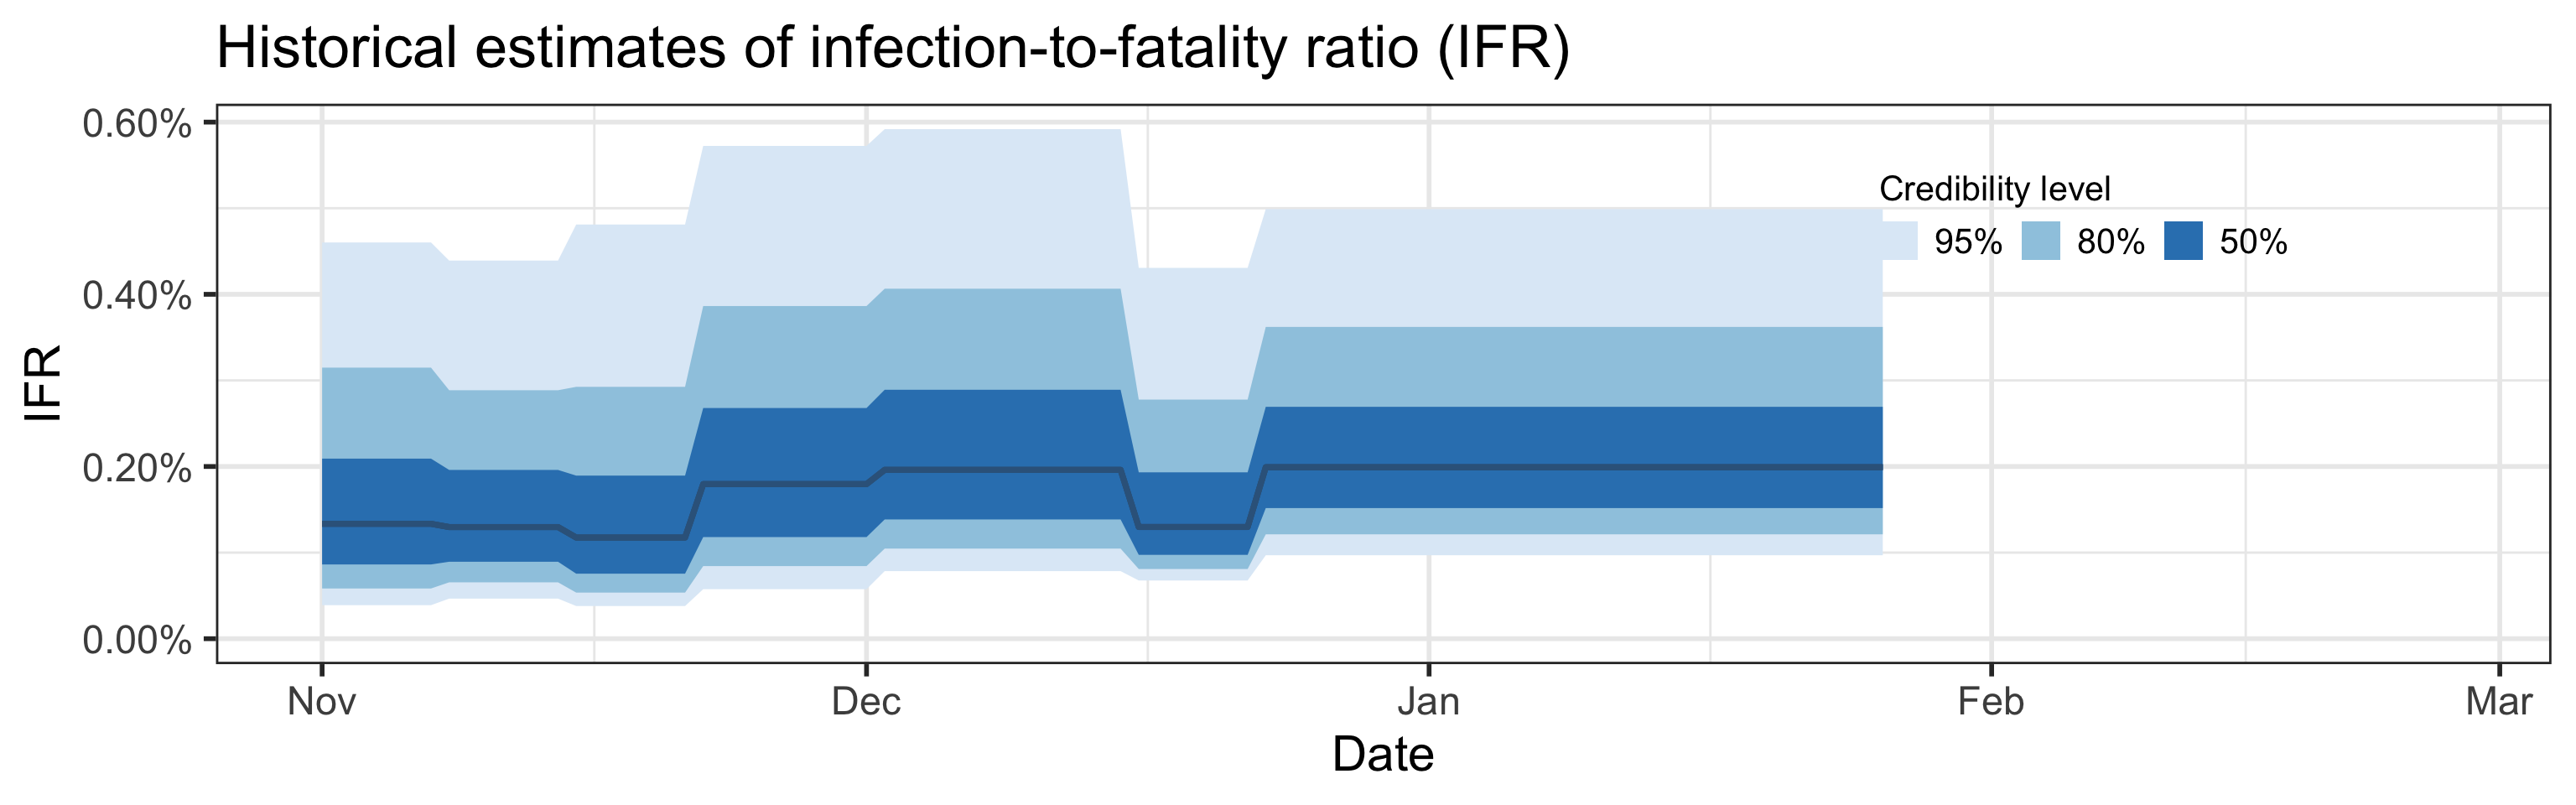 Historical estimates of infection-to-fatality ratio (IFR)
0.60%
0.40%
0.20%
0.00%
IFR
Credibility level
95% 80% 50%
Nov Dec Jan Feb Mar
Date